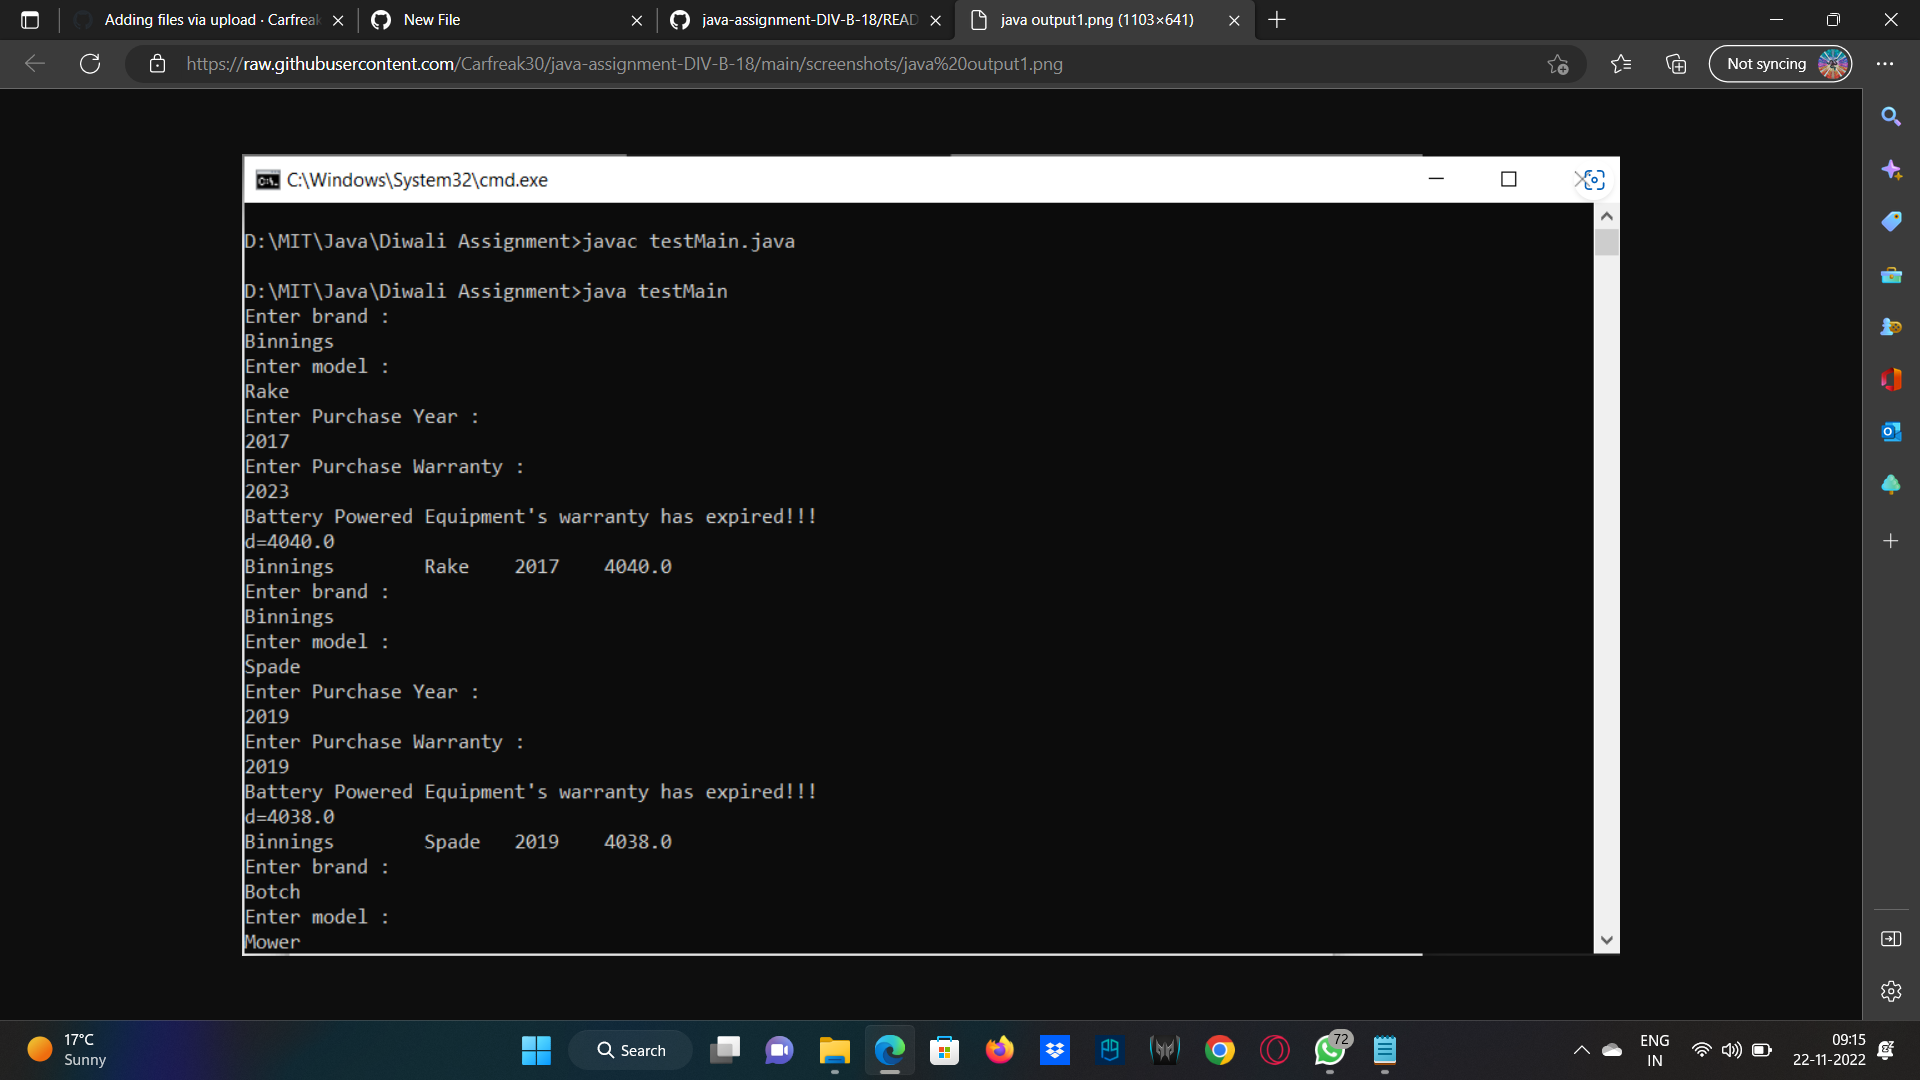 Adding files via upload · Carfreak
New File
java-assignment-DIV-B-18/READ
java output1.png (1103×641)
https://raw.githubusercontent.com/Carfreak30/java-assignment-DIV-B-18/main/screenshots/java%20output1.png
Not syncing
C:\Windows\System32\cmd.exe
D:\MIT\Java\Diwali Assignment>javac testMain.java
D:\MIT\Java\Diwali Assignment>java testMain
Enter brand :
Binnings
Enter model :
Rake
Enter Purchase Year :
2017
Enter Purchase Warranty :
2023
Battery Powered Equipment's warranty has expired!!!
d=4040.0
Binnings Rake 2017 4040.0
Enter brand :
Binnings
Enter model :
Spade
Enter Purchase Year :
2019
Enter Purchase Warranty :
2019
Battery Powered Equipment's warranty has expired!!!
d=4038.0
Binnings Spade 2019 4038.0
Enter brand :
Botch
Enter model :
Mower
17°C
Sunny
Search
72
ENG
IN
09:15
22-11-2022